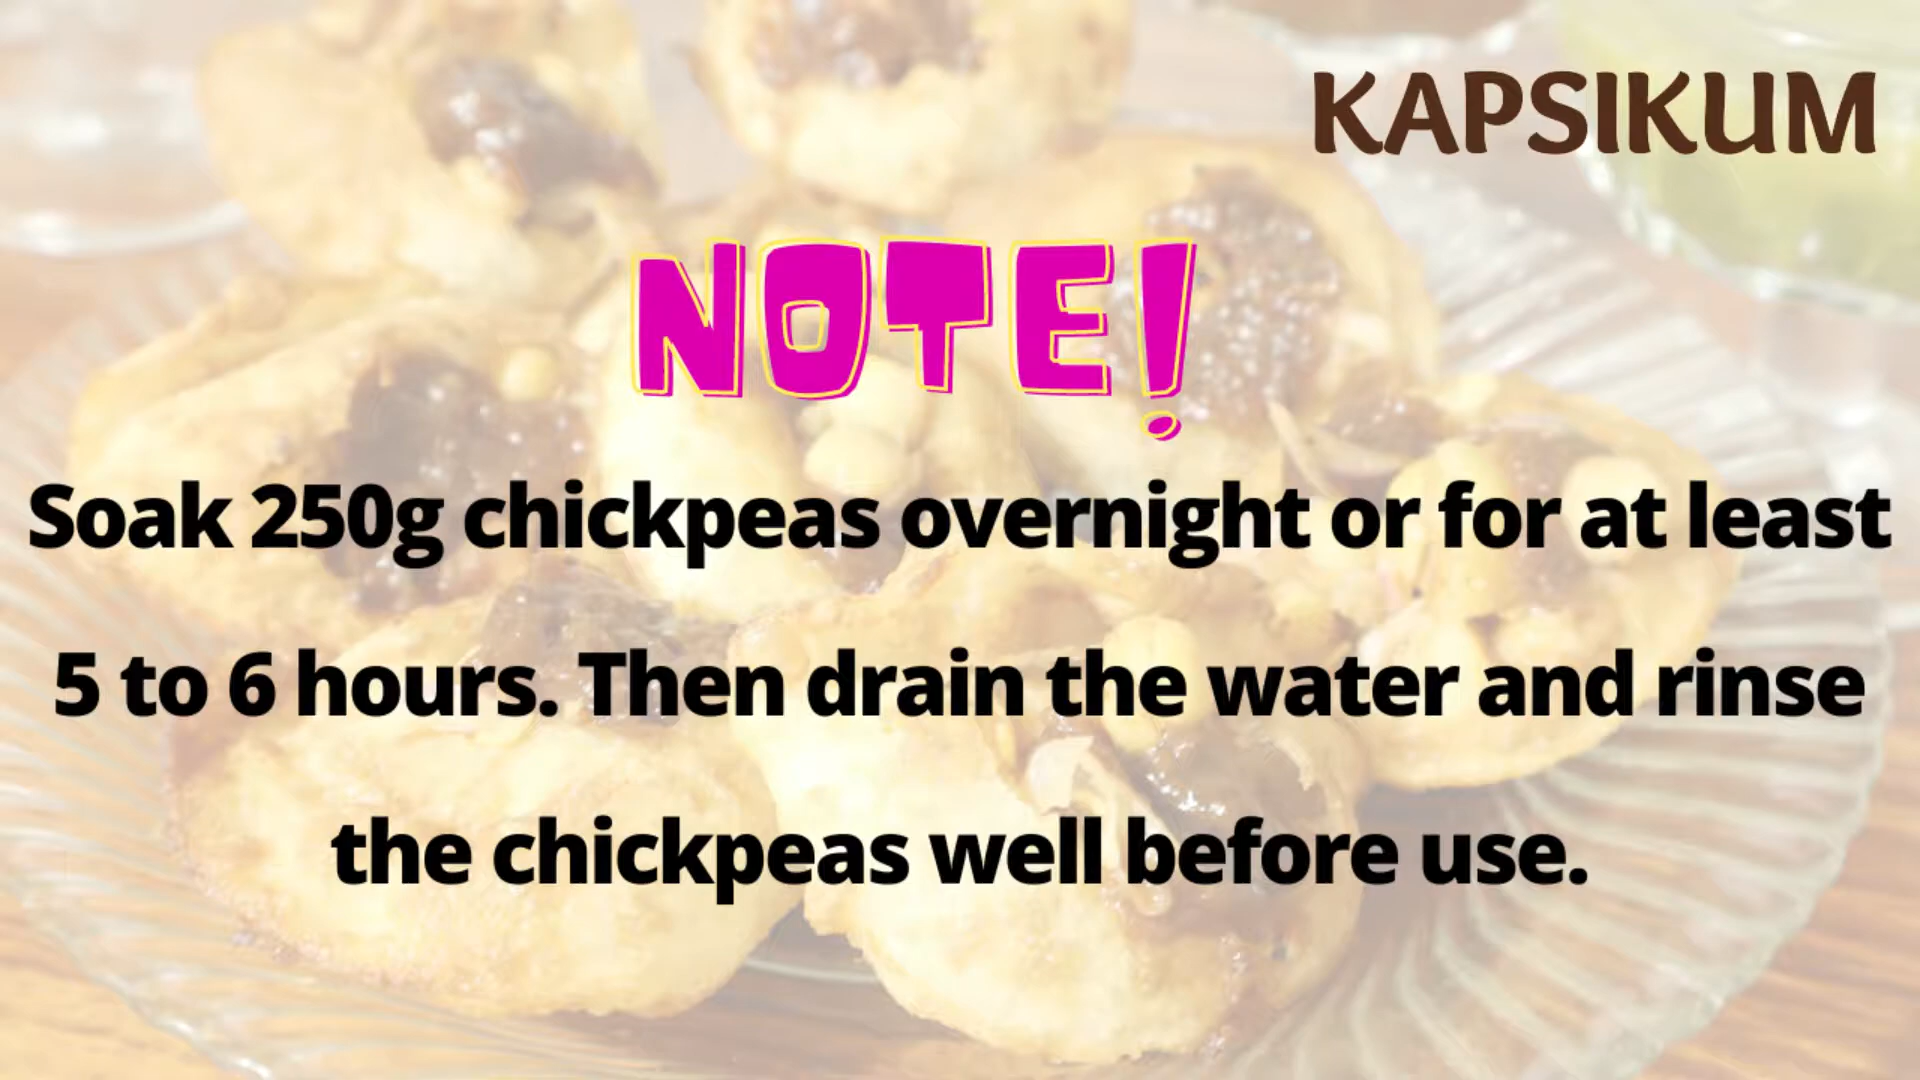 KAPSIKUM
NOTE!
Soak 250g chickpeas overnight or for at least
5 to 6 hours. Then drain the water and rinse
the chickpeas well before use.